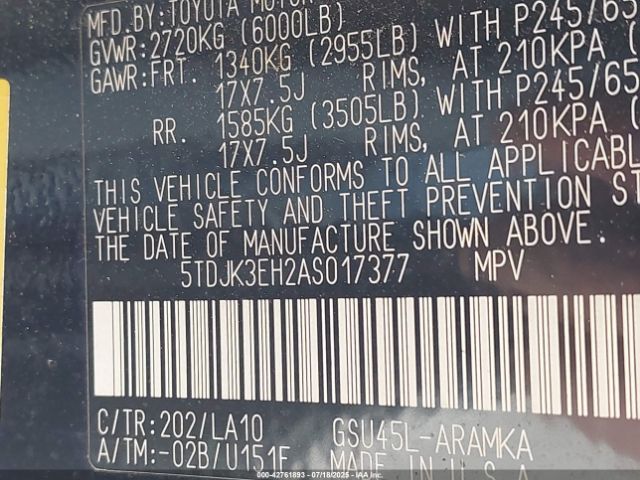 MFD.BY: TOYOTA MOTOR
GVWR: 2720KG (6000LB)
GAWR: FRT. 1340KG (2955LB) WITH P245/65
17X7.5J RIMS, AT 210KPA
RR. 1585KG (3505LB) WITH P245/65
17X7.5J RIMS, AT 210KPA
THIS VEHICLE CONFORMS TO ALL APPLICABL
VEHICLE SAFETY AND THEFT PREVENTION ST
THE DATE OF MANUFACTURE SHOWN ABOVE.
5TDJK3EH2AS017377 MPV
C/TR: 202/LA10 GSU45L-ARAMKA
A/TM: -02B/U151F MADE IN U.S.A.
000-42761893 - 07/18/2025 - IAAI.COM